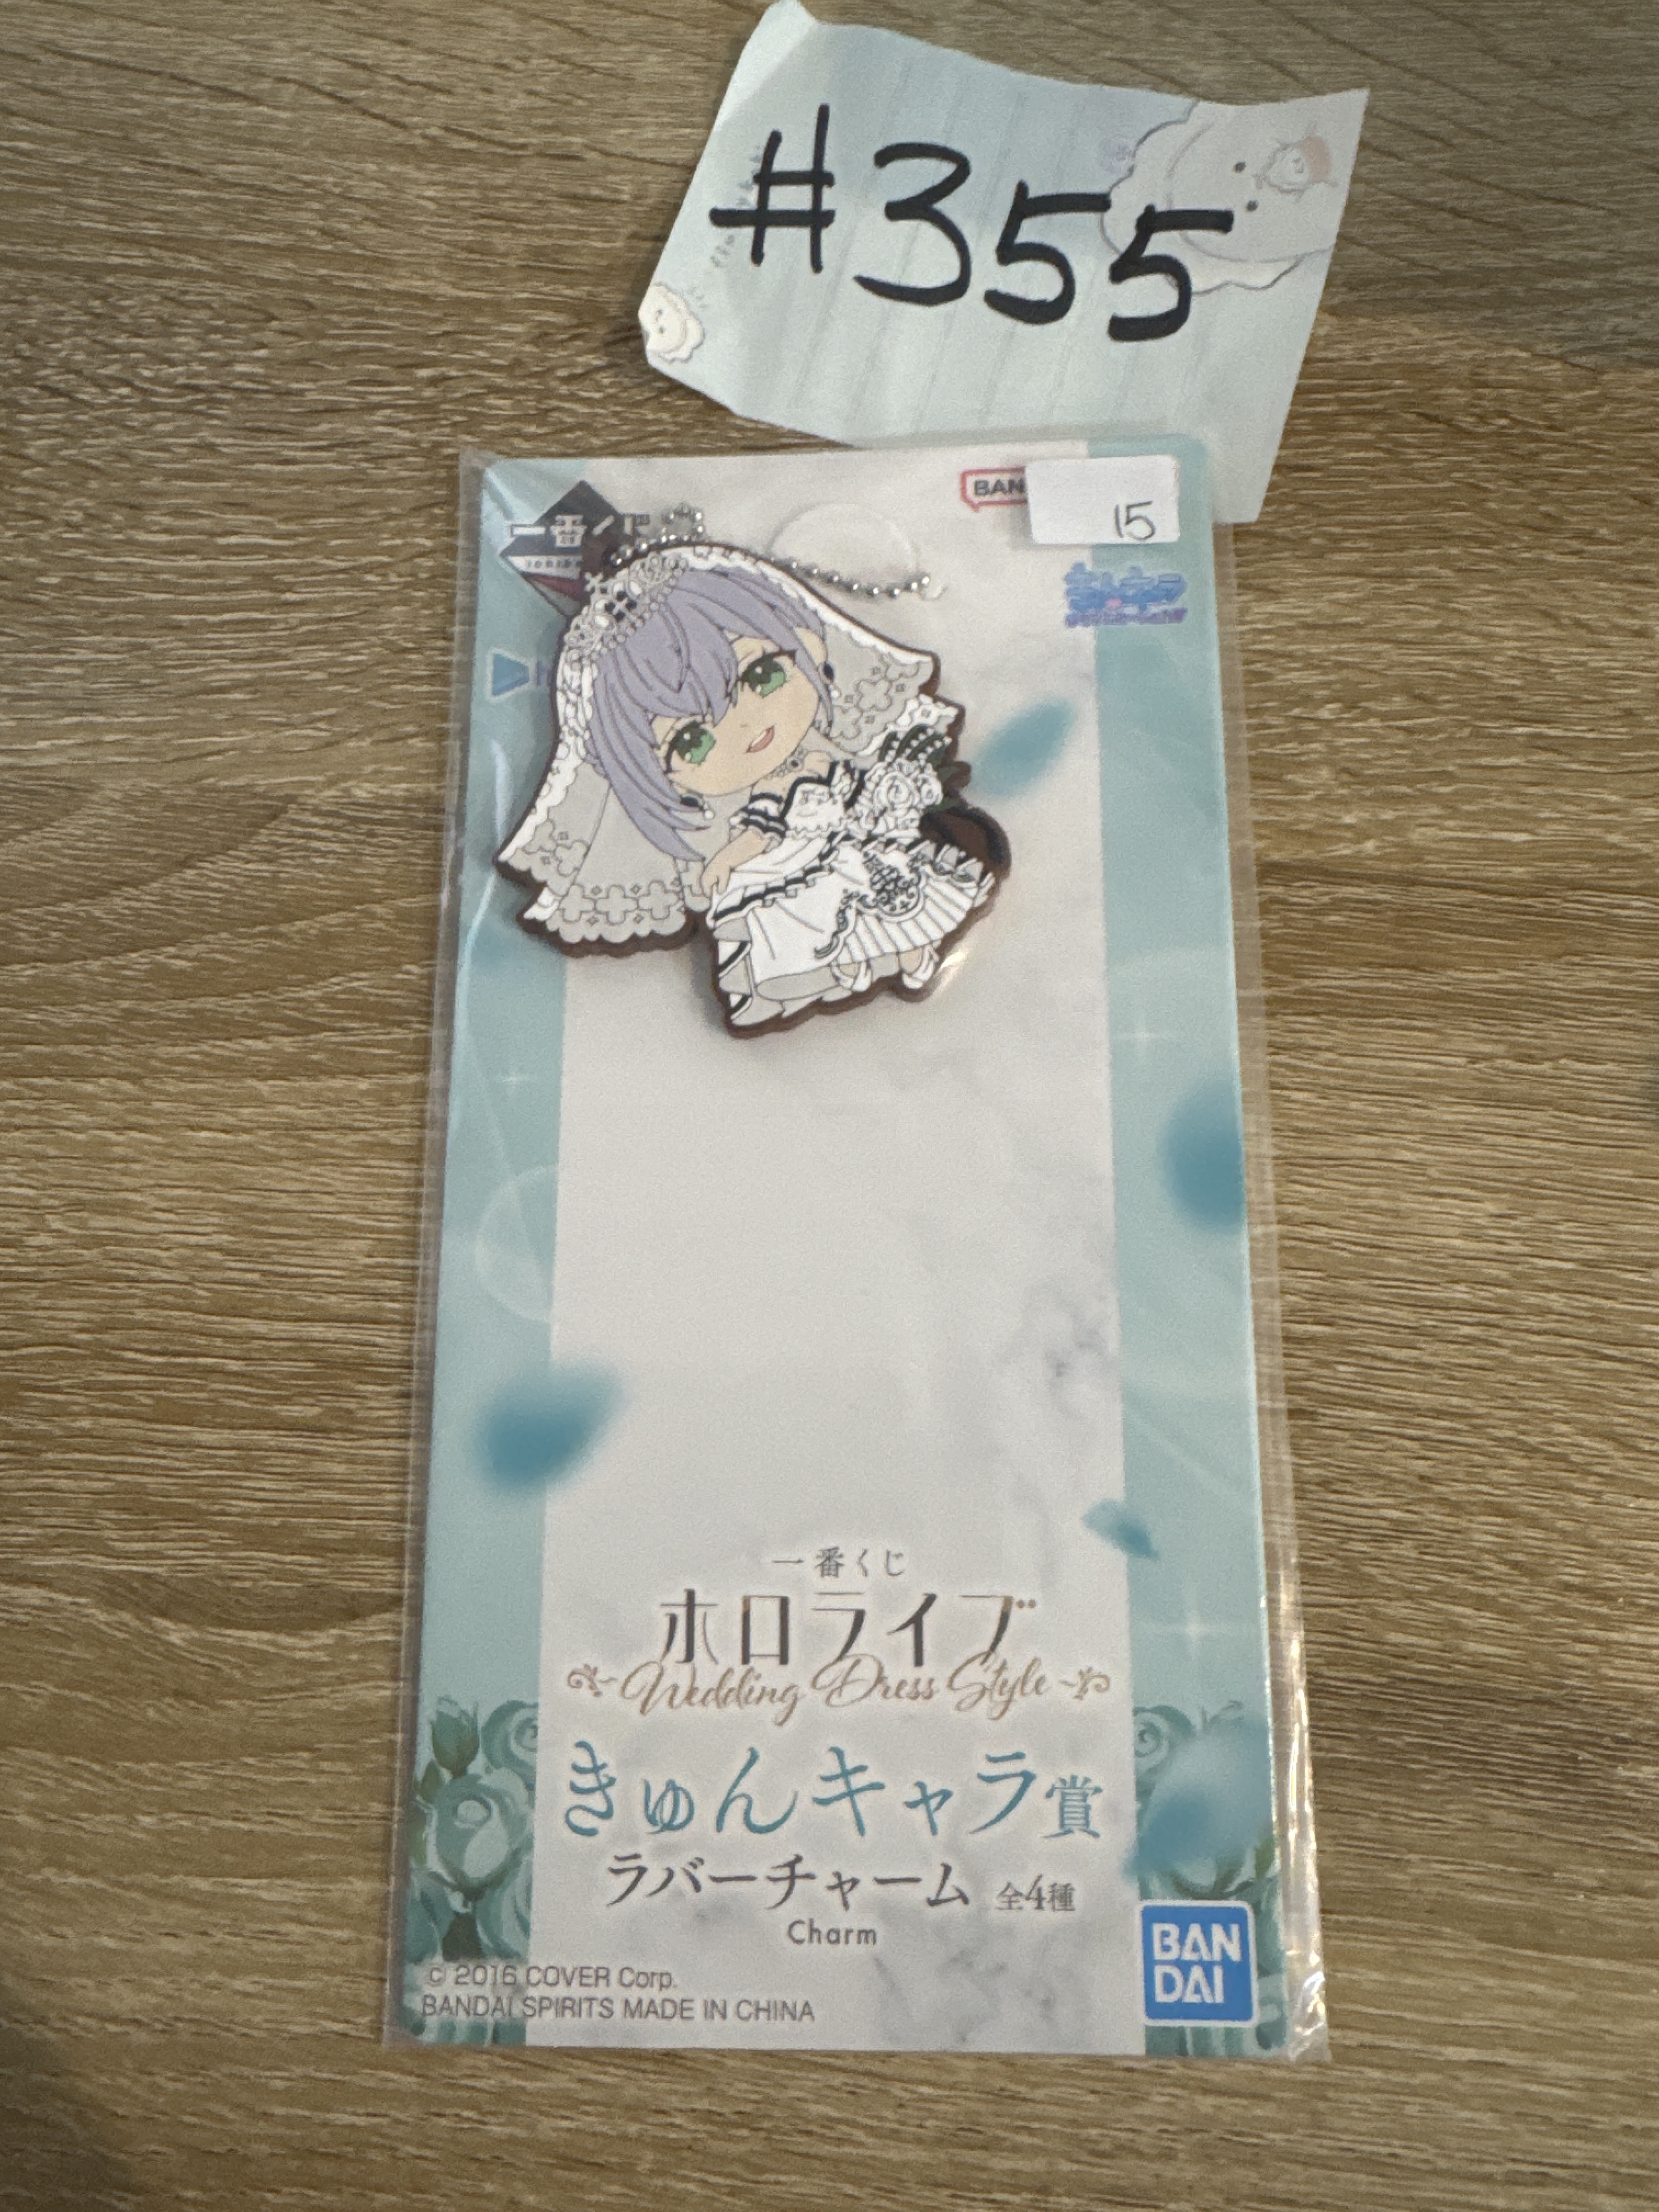 #355
BAN
15
一番くじ
ホロライブ
~Wedding Dress Style~
きゅんキャラ賞
ラバーチャーム 全4種
Charm
© 2016 COVER Corp.
BANDAI SPIRITS MADE IN CHINA
BAN
DAI